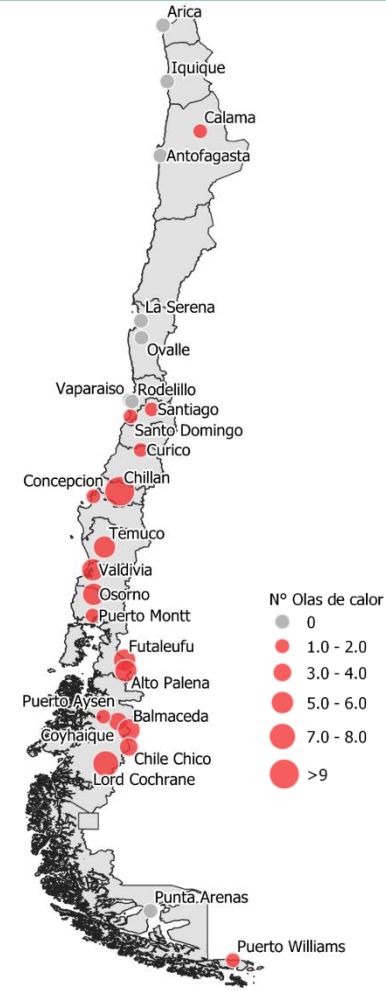 Arica
Iquique
Calama
Antofagasta
La Serena
Ovalle
Vaparaiso Rodelillo
Santiago
Santo Domingo
Curico
Concepcion Chillan
Temuco
Valdivia
Osorno
Puerto Montt
Futaleufu
Alto Palena
Puerto Aysen
Balmaceda
Coyhaique
Chile Chico
Lord Cochrane
Punta Arenas
Puerto Williams
N° Olas de calor
0
1.0 - 2.0
3.0 - 4.0
5.0 - 6.0
7.0 - 8.0
>9